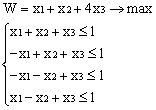 W = x1 + x2 + 4x3 → max
x1 + x2 + x3 ≤ 1
-x1 + x2 + x3 ≤ 1
-x1 - x2 + x3 ≤ 1
x1 - x2 + x3 ≤ 1